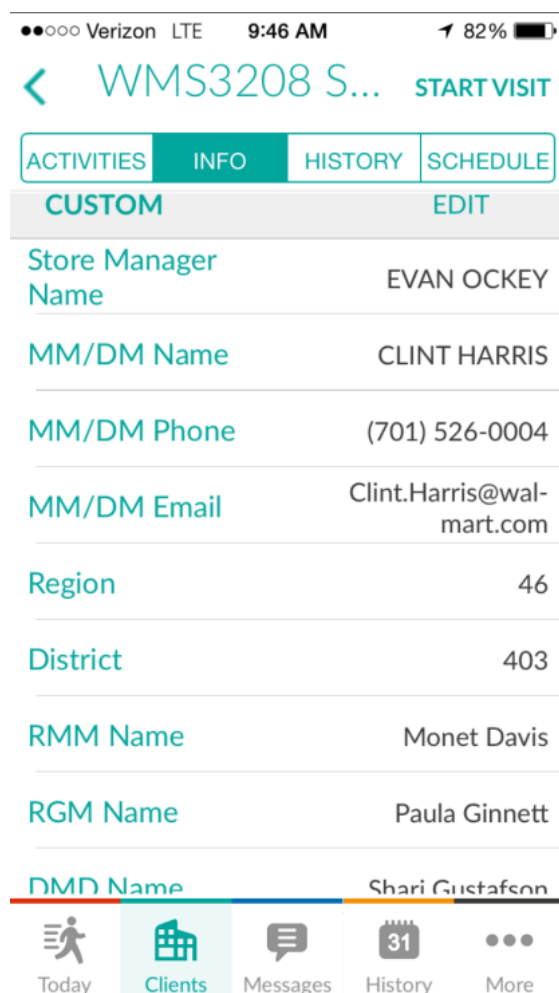 Verizon LTE 9:46 AM 82%
WMS3208 S... START VISIT
ACTIVITIES INFO HISTORY SCHEDULE
CUSTOM EDIT
Store Manager
Name EVAN OCKEY
MM/DM Name CLINT HARRIS
MM/DM Phone (701) 526-0004
MM/DM Email Clint.Harris@wal-
mart.com
Region 46
District 403
RMM Name Monet Davis
RGM Name Paula Ginnett
DMD Name Shari Gustafson
31
Today Clients Messages History More